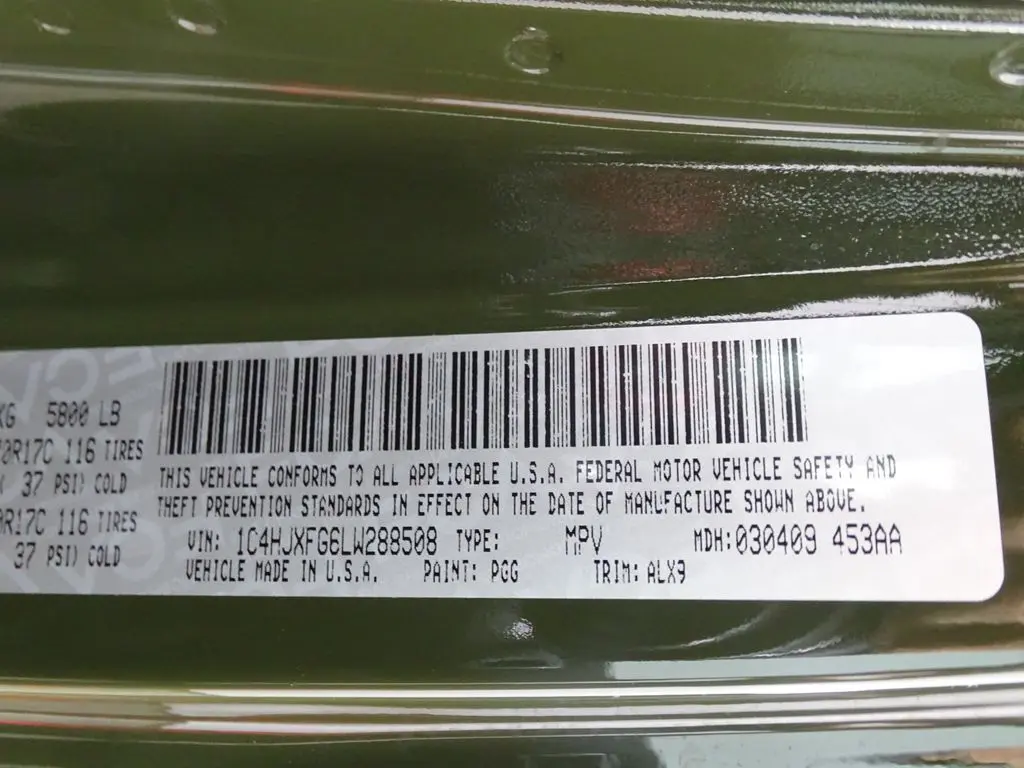 KG 5800 LB
70R17C 116 TIRES
37 PSI) COLD
0R17C 116 TIRES
37 PSI) COLD
THIS VEHICLE CONFORMS TO ALL APPLICABLE U.S.A. FEDERAL MOTOR VEHICLE SAFETY AND
THEFT PREVENTION STANDARDS IN EFFECT ON THE DATE OF MANUFACTURE SHOWN ABOVE.
VIN: 1C4HJXFG6LW288508 TYPE: MPV MDH: 030409 453AA
VEHICLE MADE IN U.S.A. PAINT: PGG TRIM: ALX9